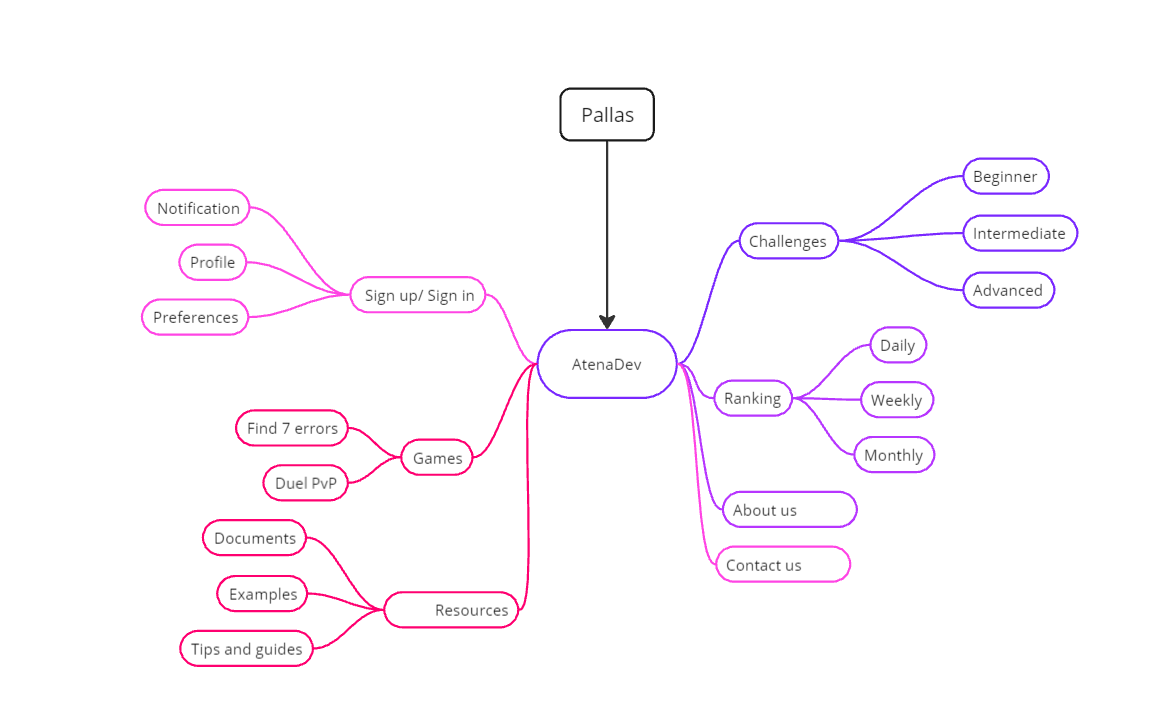 Pallas
AtenaDev
Sign up/ Sign in
Notification
Profile
Preferences
Games
Find 7 errors
Duel PvP
Resources
Documents
Examples
Tips and guides
Challenges
Beginner
Intermediate
Advanced
Ranking
Daily
Weekly
Monthly
About us
Contact us